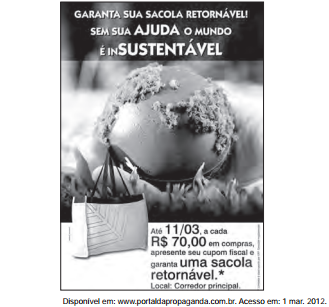 GARANTA SUA SACOLA RETORNÁVEL!
SEM SUA AJUDA O MUNDO
É inSUSTENTÁVEL
Até 11/03, a cada
R$ 70,00 em compras,
apresente seu cupom fiscal e
garanta uma sacola
retornável.*
Local: Corredor principal.
Disponível em: www.portaldapropaganda.com.br. Acesso em: 1 mar. 2012.